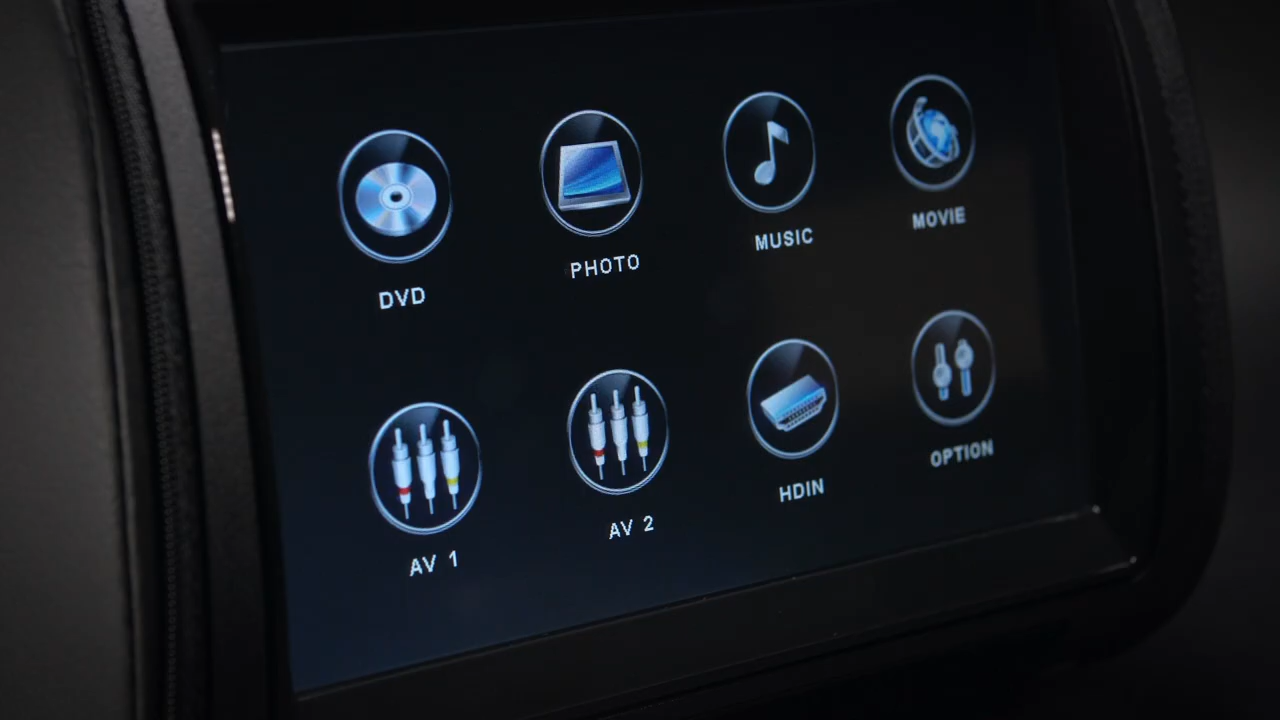 DVD
PHOTO
MUSIC
MOVIE
AV 1
AV 2
HDIN
OPTION